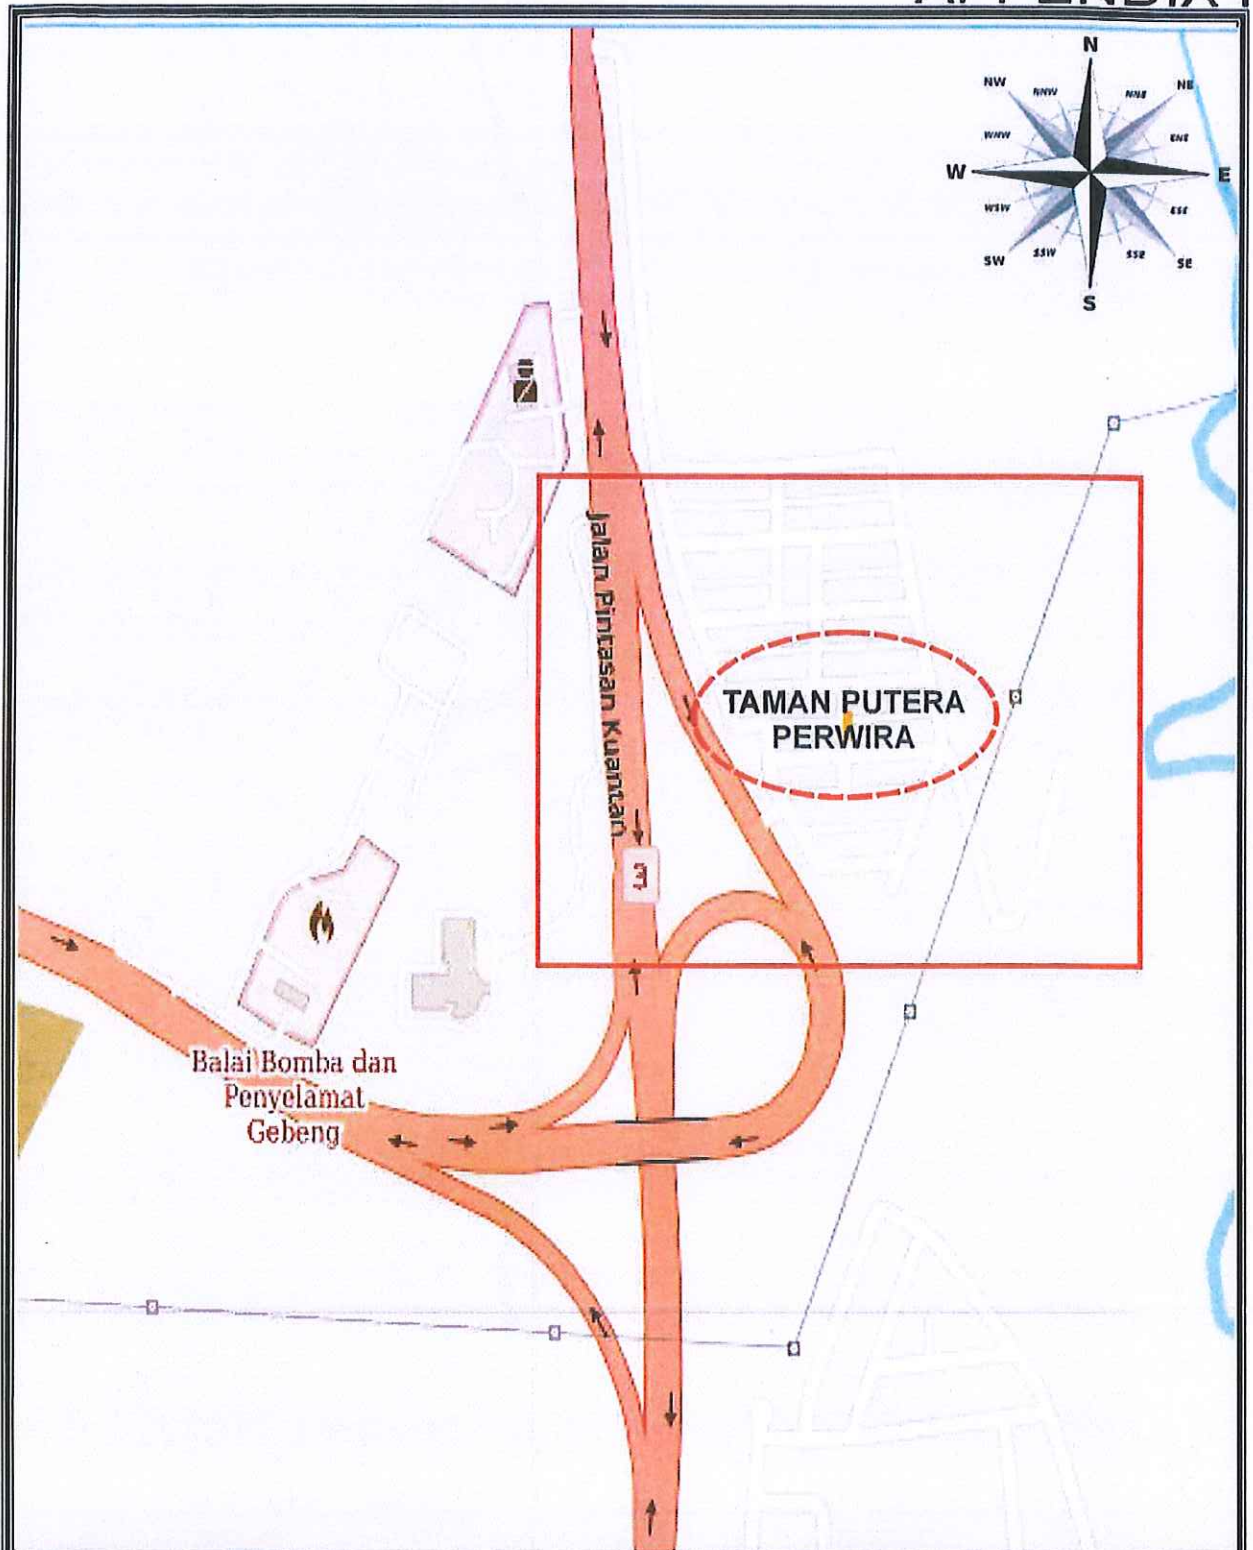 N
NW
NNW
NNE
NE
WNW
ENE
W
E
WSW
ESE
SW
SSW
SSE
SE
S
Jalan Pintasan Kuantan
TAMAN PUTERA
PERWIRA
Balai Bomba dan
Penyelamat
Gebeng